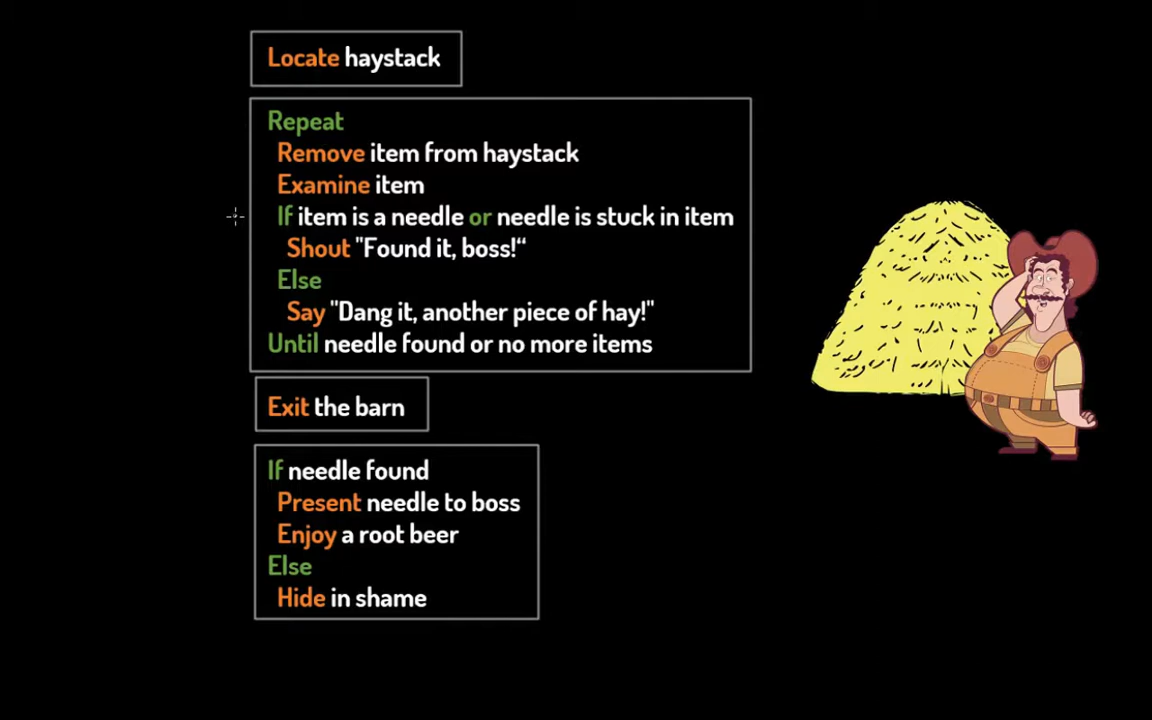 Locate haystack
Repeat
Remove item from haystack
Examine item
If item is a needle or needle is stuck in item
Shout "Found it, boss!“
Else
Say "Dang it, another piece of hay!"
Until needle found or no more items
Exit the barn
If needle found
Present needle to boss
Enjoy a root beer
Else
Hide in shame